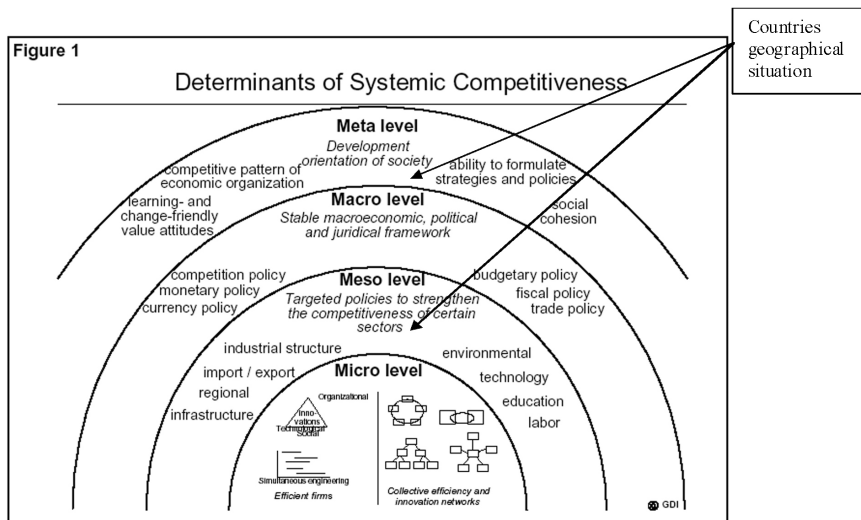 Countries
geographical
situation
Figure 1
Determinants of Systemic Competitiveness
Meta level
Development
orientation of society
competitive pattern of
economic organization
learning- and
change-friendly
value attitudes
ability to formulate
strategies and policies
social
cohesion
Macro level
Stable macroeconomic, political
and juridical framework
competition policy
monetary policy
currency policy
budgetary policy
fiscal policy
trade policy
Meso level
Targeted policies to strengthen
the competitiveness of certain
sectors
industrial structure
import / export
regional
infrastructure
environmental
technology
education
labor
Micro level
Organizational
Inno-
vations
Technological
Social
Simultaneous engineering
Efficient firms
Collective efficiency and
innovation networks
GDI